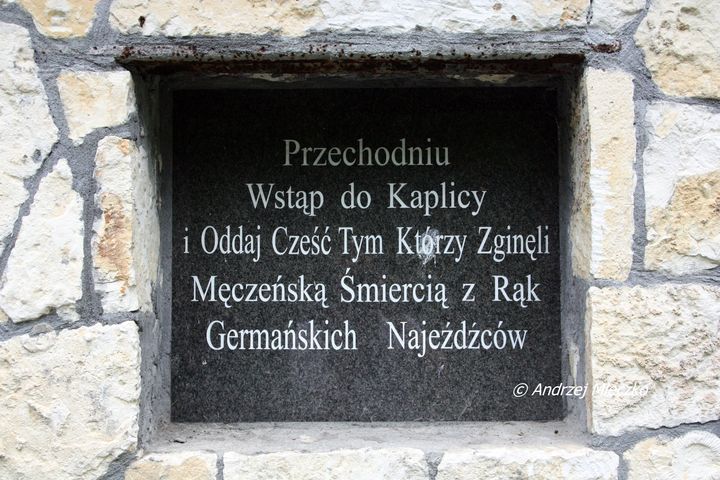 Przechodniu
Wstąp do Kaplicy
i Oddaj Cześć Tym Którzy Zginęli
Męczeńską Śmiercią z Rąk
Germańskich Najeźdźców
© Andrzej